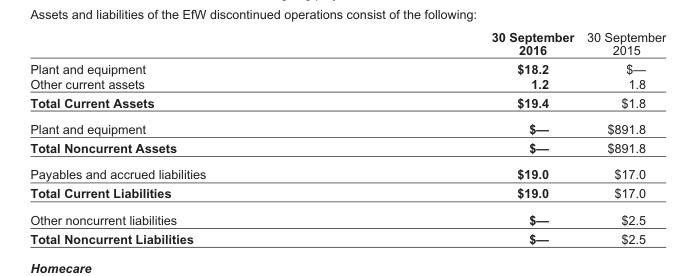 Assets and liabilities of the EfW discontinued operations consist of the following:
30 September 30 September
2016 2015
Plant and equipment $18.2 $—
Other current assets 1.2 1.8
Total Current Assets $19.4 $1.8
Plant and equipment $— $891.8
Total Noncurrent Assets $— $891.8
Payables and accrued liabilities $19.0 $17.0
Total Current Liabilities $19.0 $17.0
Other noncurrent liabilities $— $2.5
Total Noncurrent Liabilities $— $2.5
Homecare